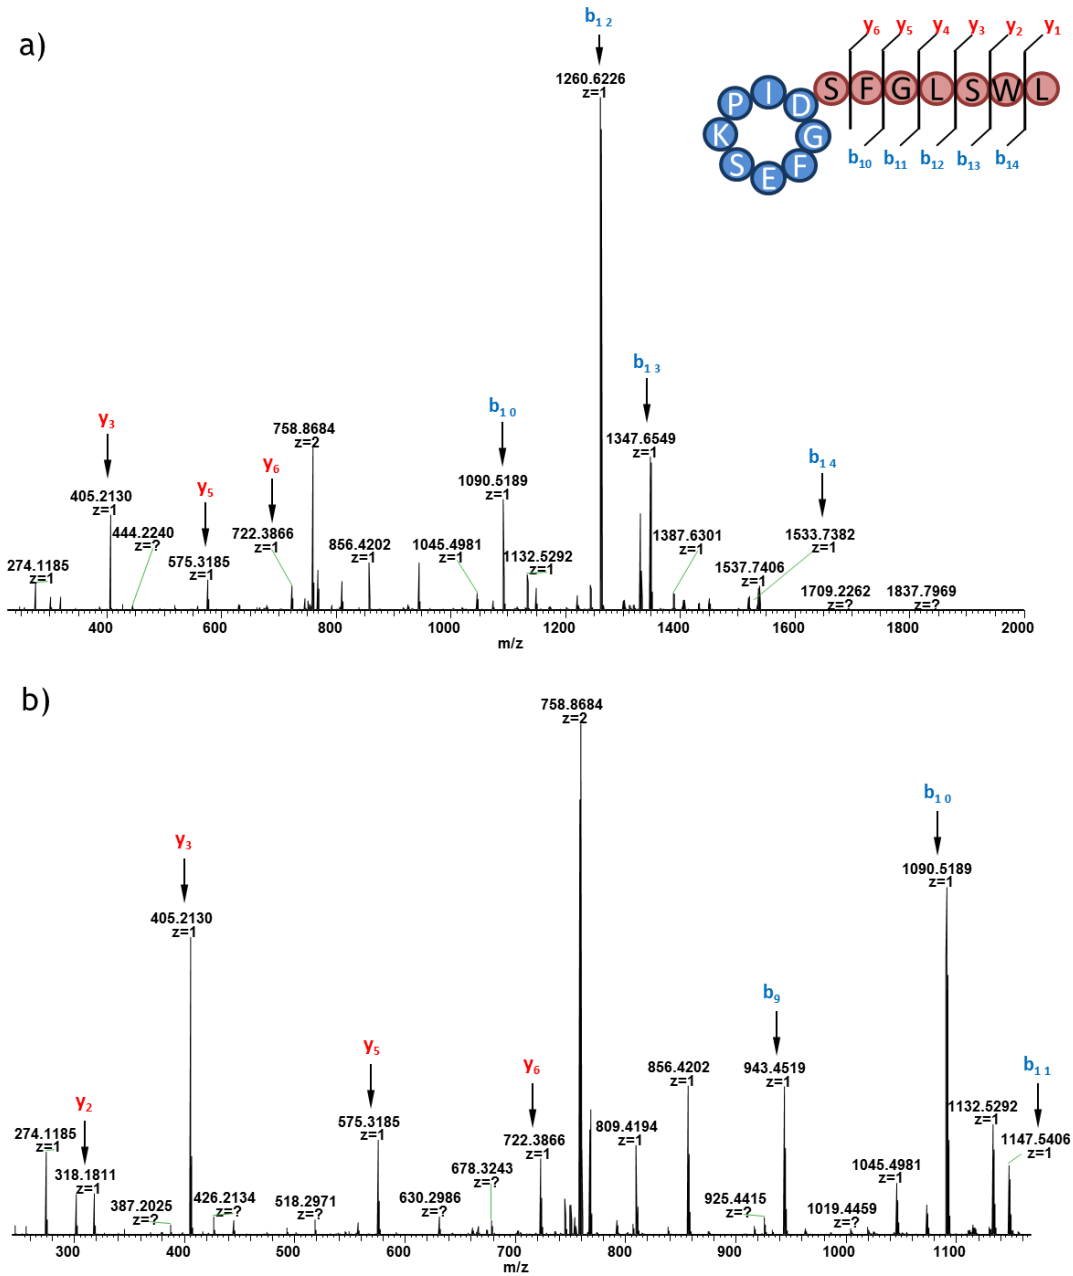 a)
b₁₂
1260.6226
z=1
y₆ y₅ y₄ y₃ y₂ y₁
S F G L S W L
P I D
K G
S E F
b₁₀ b₁₁ b₁₂ b₁₃ b₁₄
b₁₃
1347.6549
z=1
y₃
405.2130
z=1
444.2240
z=?
y₅
575.3185
z=1
y₆
722.3866
z=1
758.8684
z=2
b₁₀
1090.5189
z=1
b₁₄
1533.7382
z=1
274.1185
z=1
856.4202
z=1
1045.4981
z=1
1132.5292
z=1
1387.6301
z=1
1537.7406
z=1
1709.2262
z=?
1837.7969
z=?
400 600 800 1000 1200 1400 1600 1800 2000
m/z
b)
758.8684
z=2
b₁₀
1090.5189
z=1
y₃
405.2130
z=1
b₉
943.4519
z=1
y₅
575.3185
z=1
y₆
722.3866
z=1
b₁₁
1147.5406
z=1
y₂
318.1811
z=1
274.1185
z=1
387.2025
z=?
426.2134
z=?
518.2971
z=?
630.2986
z=?
678.3243
z=?
809.4194
z=1
856.4202
z=1
925.4415
z=?
1019.4459
z=?
1045.4981
z=1
1132.5292
z=1
300 400 500 600 700 800 900 1000 1100
m/z